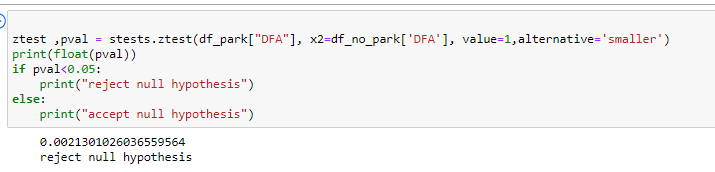 ztest ,pval = stests.ztest(df_park["DFA"], x2=df_no_park['DFA'], value=1,alternative='smaller')
print(float(pval))
if pval<0.05:
    print("reject null hypothesis")
else:
    print("accept null hypothesis")
0.0021301026036559564
reject null hypothesis